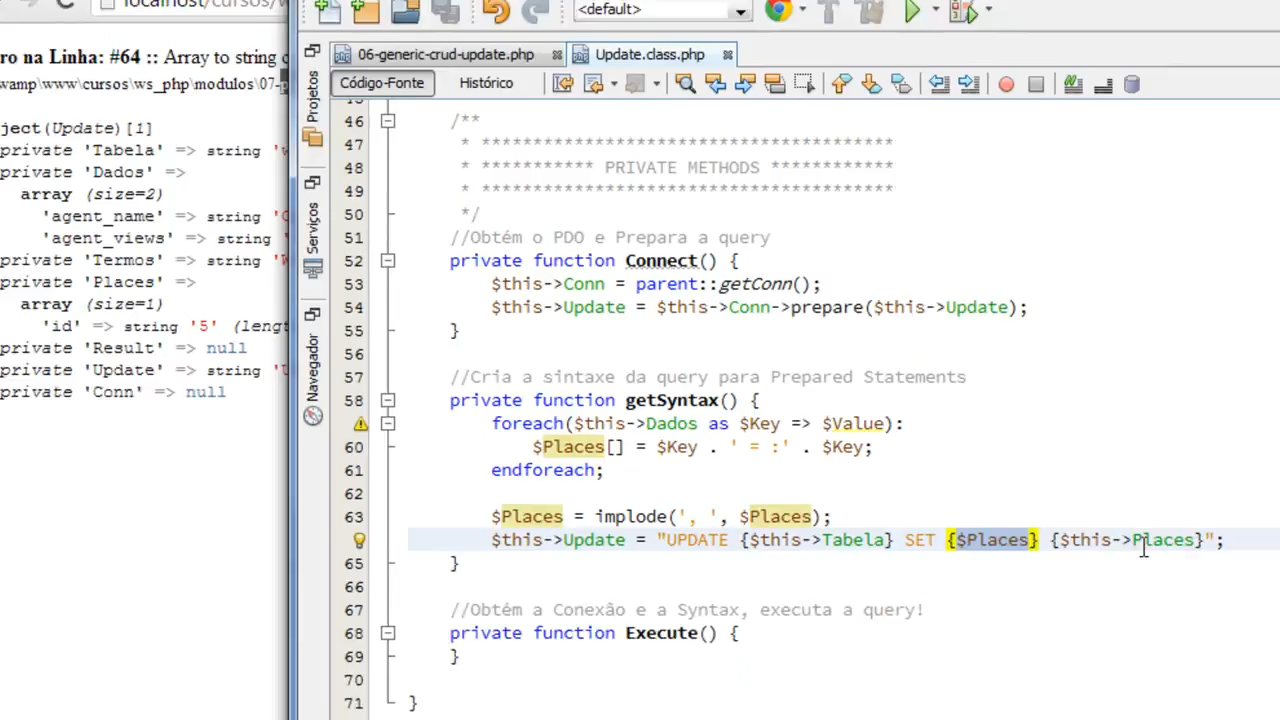 localhost/cursos/w
<default>
ro na Linha: #64 :: Array to string
wamp\www\cursos\ws_php\modulos\07-
ject(Update)[1]
private 'Tabela' => string
private 'Dados' =>
array (size=2)
'agent_name' => string
'agent_views' => string
private 'Termos' => string
private 'Places' =>
array (size=1)
'id' => string '5'
private 'Result' => null
private 'Update' => string
private 'Conn' => null
Projetos
Serviços
Navegador
06-generic-crud-update.php
Update.class.php
Código-Fonte
Histórico
46 /**
47 * ****************************************
48 * *********** PRIVATE METHODS ************
49 * ****************************************
50 */
51 //Obtém o PDO e Prepara a query
52 private function Connect() {
53 $this->Conn = parent::getConn();
54 $this->Update = $this->Conn->prepare($this->Update);
55 }
56
57 //Cria a sintaxe da query para Prepared Statements
58 private function getSyntax() {
foreach($this->Dados as $Key => $Value):
60 $Places[] = $Key . ' = :' . $Key;
61 endforeach;
62
63 $Places = implode(', ', $Places);
$this->Update = "UPDATE {$this->Tabela} SET {$Places} {$this->Places}";
65 }
66
67 //Obtém a Conexão e a Syntax, executa a query!
68 private function Execute() {
69 }
70
71 }